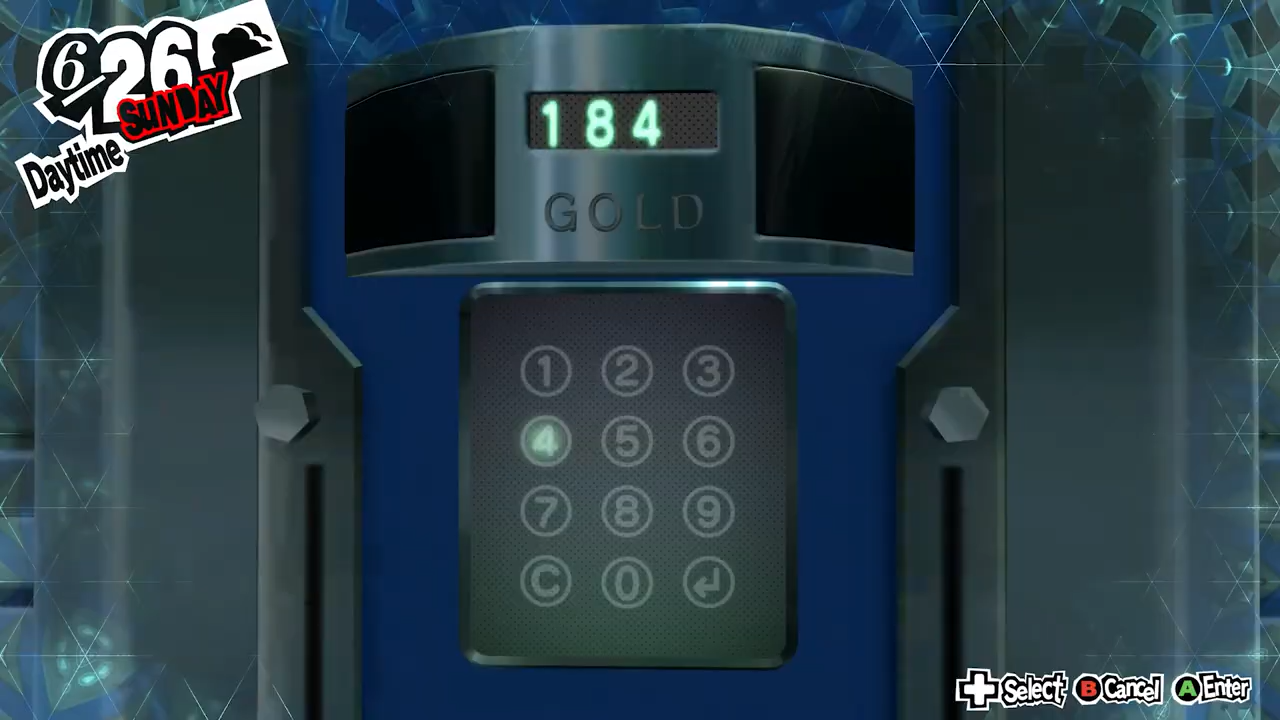 6/26
SUNDAY
Daytime
184
GOLD
1 2 3
4 5 6
7 8 9
C 0 ↵
Select B Cancel A Enter